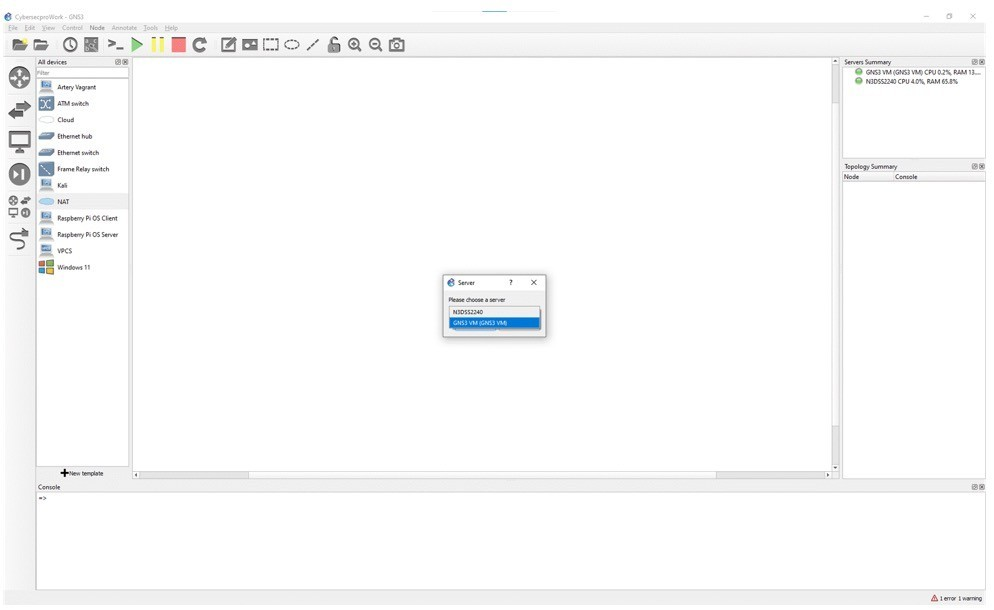 CybersecproWork - GNS3
File Edit View Control Node Annotate Tools Help
All devices
Filter
Artery Vagrant
ATM switch
Cloud
Ethernet hub
Ethernet switch
Frame Relay switch
Kali
NAT
Raspberry Pi OS Client
Raspberry Pi OS Server
VPCS
Windows 11
New template
Server ?
Please choose a server
N3DSS2240
GNS3 VM (GNS3 VM)
Servers Summary
GNS3 VM (GNS3 VM) CPU 0.2%, RAM 13....
N3DSS2240 CPU 4.0%, RAM 65.8%
Topology Summary
Node Console
Console
=>
1 error 1 warning